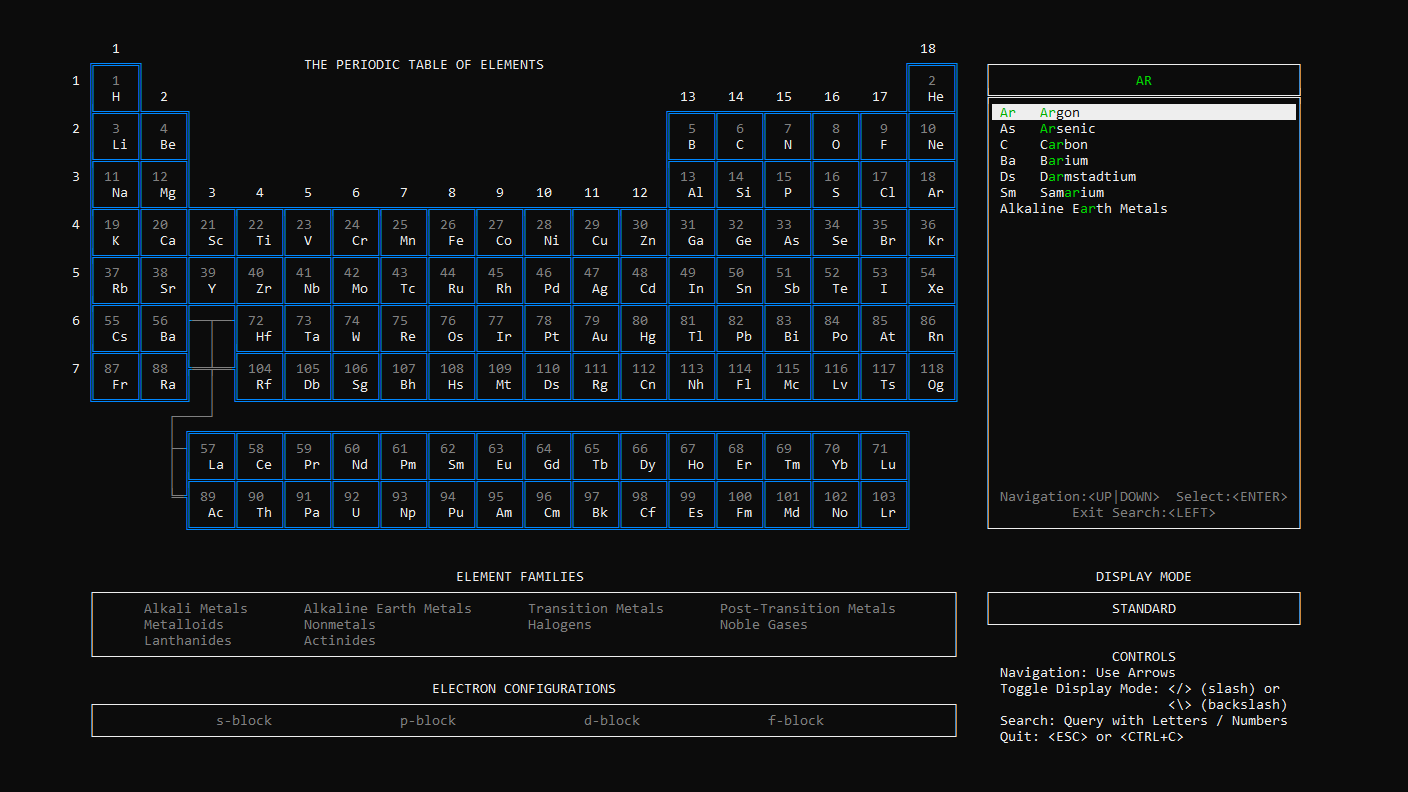 1 18
THE PERIODIC TABLE OF ELEMENTS
1 1 2
H 2 13 14 15 16 17 He
2 3 4 5 6 7 8 9 10
Li Be B C N O F Ne
3 11 12 13 14 15 16 17 18
Na Mg 3 4 5 6 7 8 9 10 11 12 Al Si P S Cl Ar
4 19 20 21 22 23 24 25 26 27 28 29 30 31 32 33 34 35 36
K Ca Sc Ti V Cr Mn Fe Co Ni Cu Zn Ga Ge As Se Br Kr
5 37 38 39 40 41 42 43 44 45 46 47 48 49 50 51 52 53 54
Rb Sr Y Zr Nb Mo Tc Ru Rh Pd Ag Cd In Sn Sb Te I Xe
6 55 56 72 73 74 75 76 77 78 79 80 81 82 83 84 85 86
Cs Ba Hf Ta W Re Os Ir Pt Au Hg Tl Pb Bi Po At Rn
7 87 88 104 105 106 107 108 109 110 111 112 113 114 115 116 117 118
Fr Ra Rf Db Sg Bh Hs Mt Ds Rg Cn Nh Fl Mc Lv Ts Og
57 58 59 60 61 62 63 64 65 66 67 68 69 70 71
La Ce Pr Nd Pm Sm Eu Gd Tb Dy Ho Er Tm Yb Lu
89 90 91 92 93 94 95 96 97 98 99 100 101 102 103
Ac Th Pa U Np Pu Am Cm Bk Cf Es Fm Md No Lr
AR
Ar Argon
As Arsenic
C Carbon
Ba Barium
Ds Darmstadtium
Sm Samarium
Alkaline Earth Metals
Navigation:<UP|DOWN> Select:<ENTER>
Exit Search:<LEFT>
ELEMENT FAMILIES
Alkali Metals Alkaline Earth Metals Transition Metals Post-Transition Metals
Metalloids Nonmetals Halogens Noble Gases
Lanthanides Actinides
ELECTRON CONFIGURATIONS
s-block p-block d-block f-block
DISPLAY MODE
STANDARD
CONTROLS
Navigation: Use Arrows
Toggle Display Mode: </> (slash) or
<\> (backslash)
Search: Query with Letters / Numbers
Quit: <ESC> or <CTRL+C>